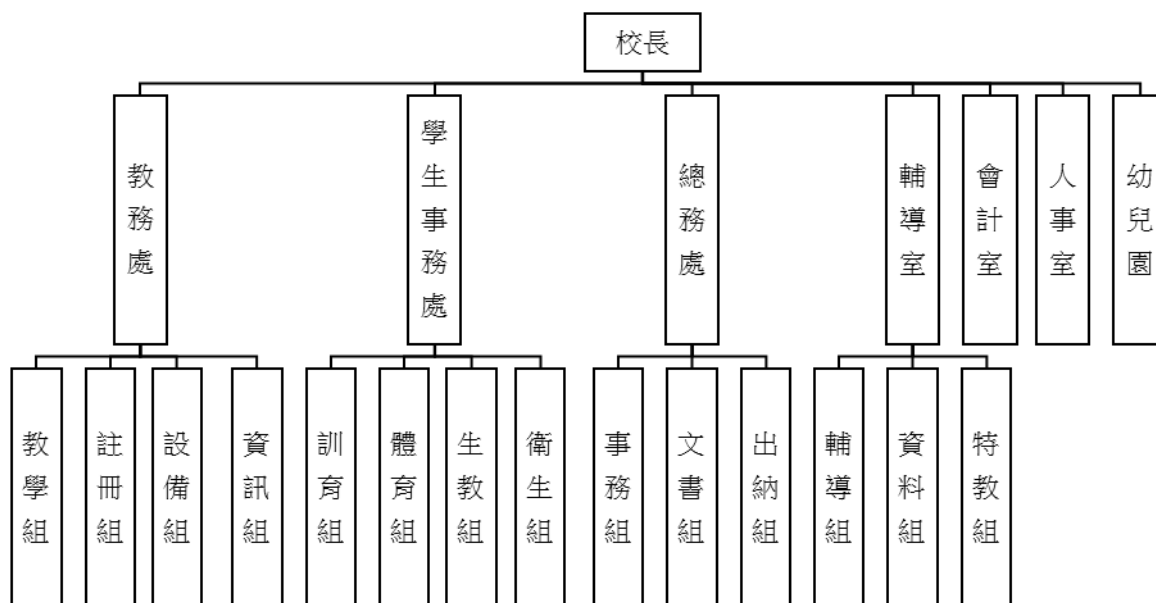 校長
教務處
學生事務處
總務處
輔導室
會計室
人事室
幼兒園
教學組
註冊組
設備組
資訊組
訓育組
體育組
生教組
衛生組
事務組
文書組
出納組
輔導組
資料組
特教組